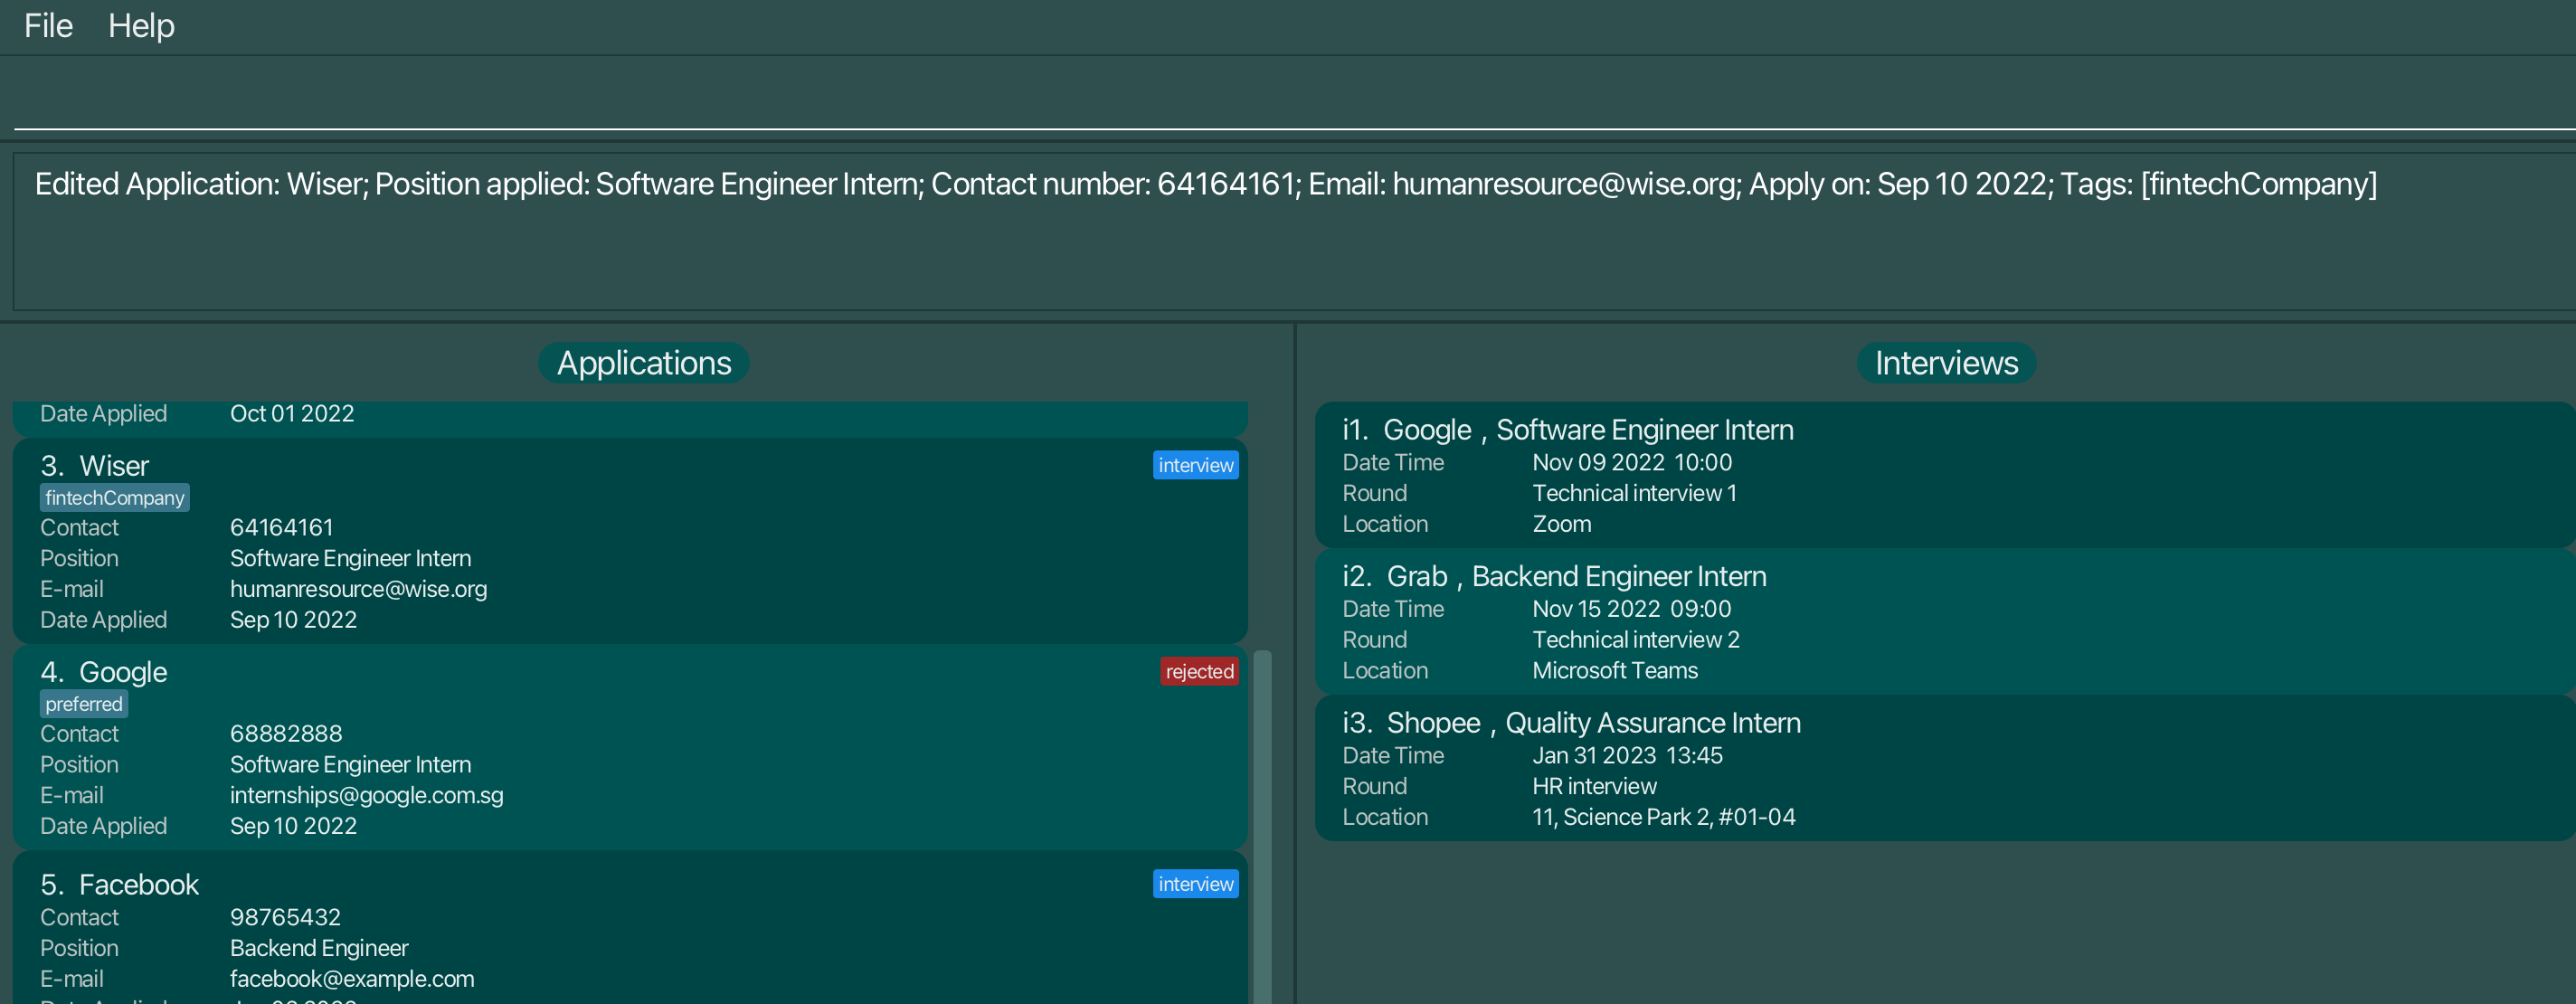 File Help
Edited Application: Wiser; Position applied: Software Engineer Intern; Contact number: 64164161; Email: humanresource@wise.org; Apply on: Sep 10 2022; Tags: [fintechCompany]
Applications
Date Applied Oct 01 2022
3. Wiser interview
fintechCompany
Contact 64164161
Position Software Engineer Intern
E-mail humanresource@wise.org
Date Applied Sep 10 2022
4. Google rejected
preferred
Contact 68882888
Position Software Engineer Intern
E-mail internships@google.com.sg
Date Applied Sep 10 2022
5. Facebook interview
Contact 98765432
Position Backend Engineer
E-mail facebook@example.com
Interviews
i1. Google , Software Engineer Intern
Date Time Nov 09 2022 10:00
Round Technical interview 1
Location Zoom
i2. Grab , Backend Engineer Intern
Date Time Nov 15 2022 09:00
Round Technical interview 2
Location Microsoft Teams
i3. Shopee , Quality Assurance Intern
Date Time Jan 31 2023 13:45
Round HR interview
Location 11, Science Park 2, #01-04